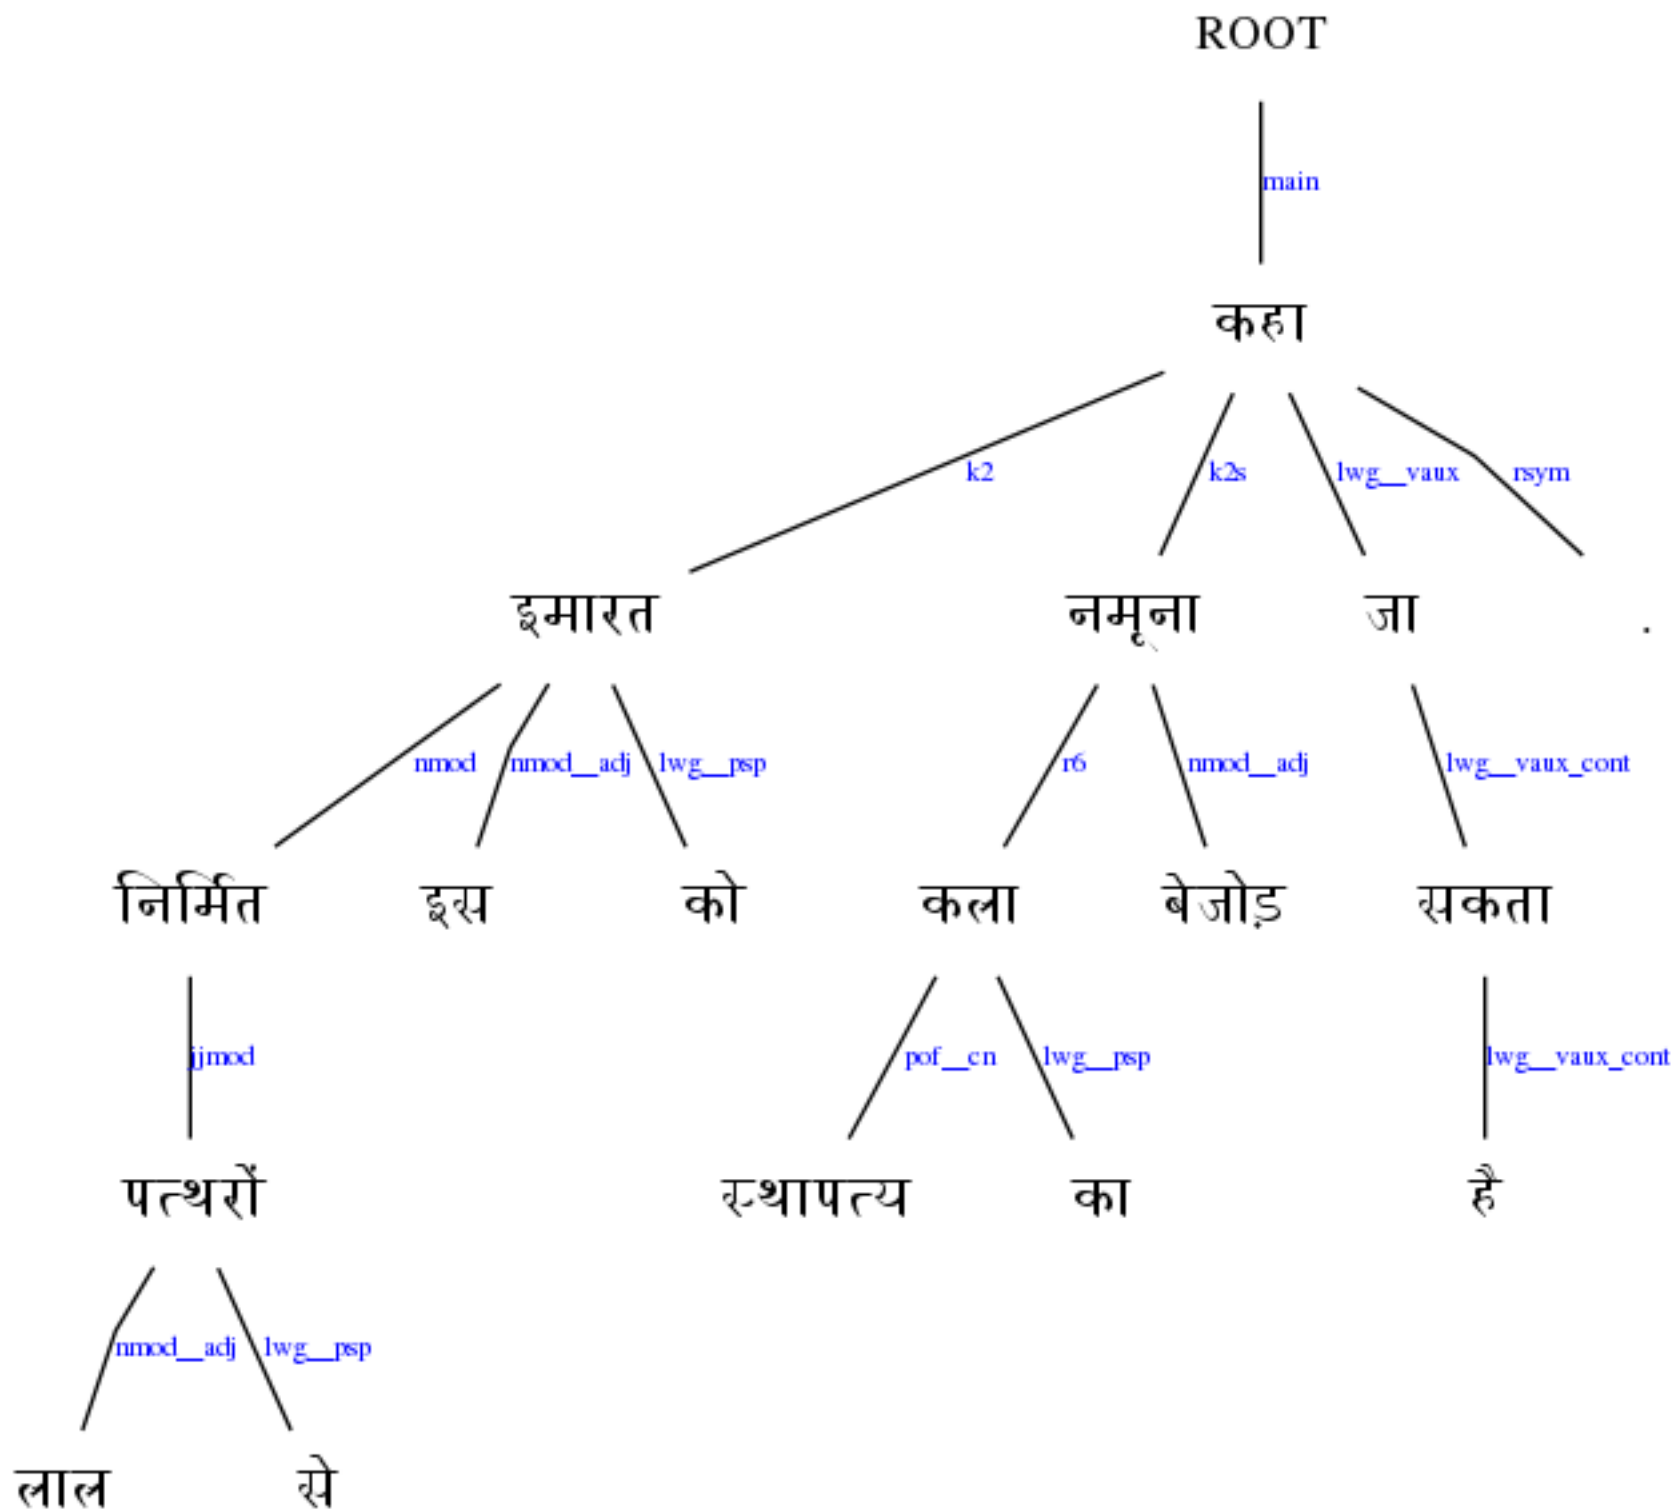 ROOT
main
कहा
k2 k2s lwg__vaux rsym
इमारत नमूना जा .
nmod nmod__adj lwg__psp r6 nmod__adj lwg__vaux_cont
निर्मित इस को कला बेजोड़ सकता
jjmod pof__cn lwg__psp lwg__vaux_cont
पत्थरों स्थापत्य का है
nmod__adj lwg__psp
लाल से